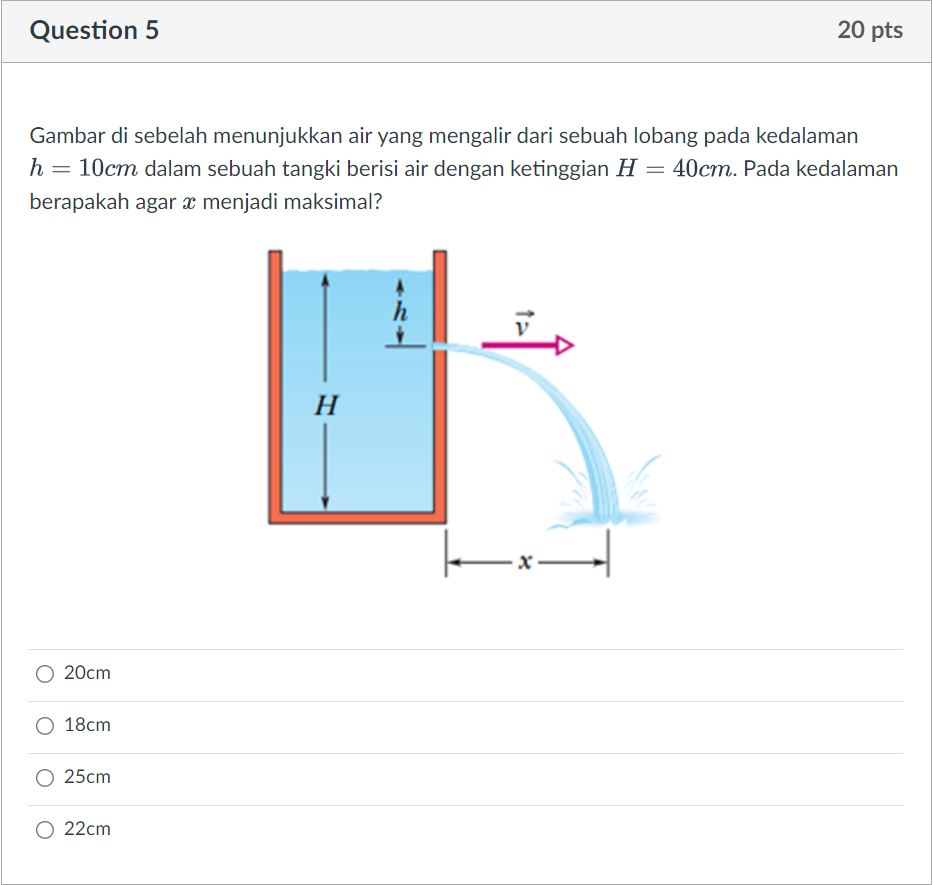 Question 5
20 pts
Gambar di sebelah menunjukkan air yang mengalir dari sebuah lobang pada kedalaman
h = 10cm dalam sebuah tangki berisi air dengan ketinggian H = 40cm. Pada kedalaman
berapakah agar x menjadi maksimal?
h
v
H
x
20cm
18cm
25cm
22cm